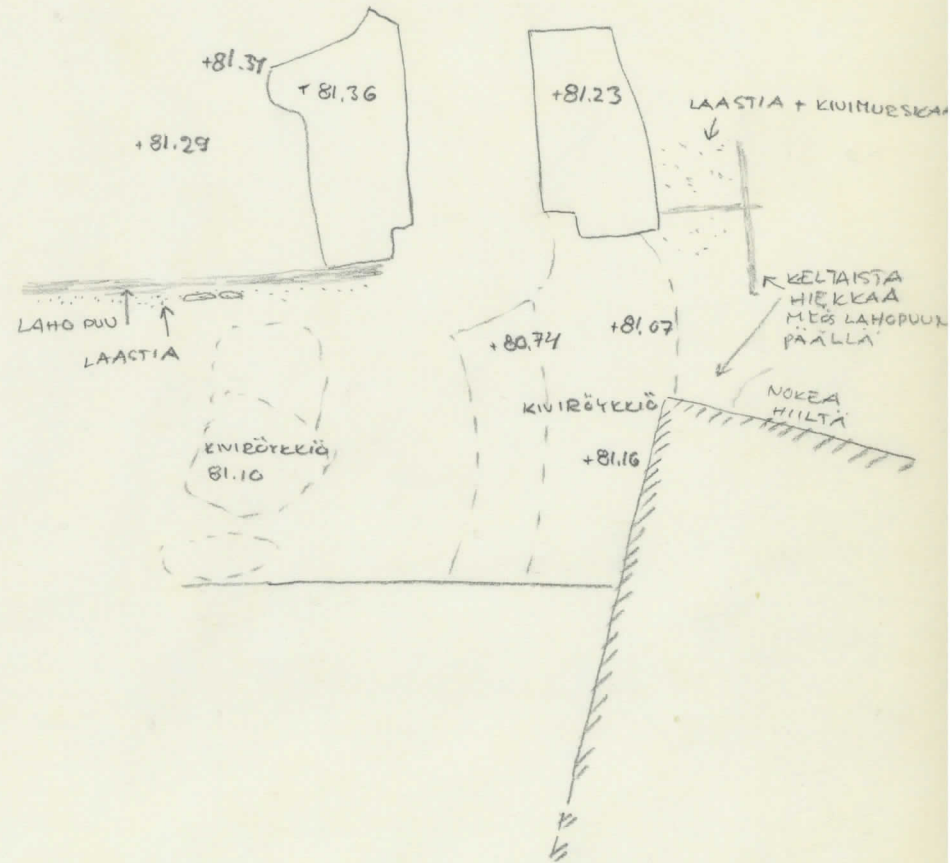 +81.37
+81.36
+81.29
+81.23
LAASTIA + KIVIMURSKAA
KELTAISTA
HIEKKAA
MYÖS LAHOPUUN
PÄÄLLÄ
LAHO PUU
LAASTIA
+80.74
+81.07
NOKEA
HIILTÄ
KIVIRÖYKKIÖ
+81.16
KIVIRÖYKKIÖ
81.10